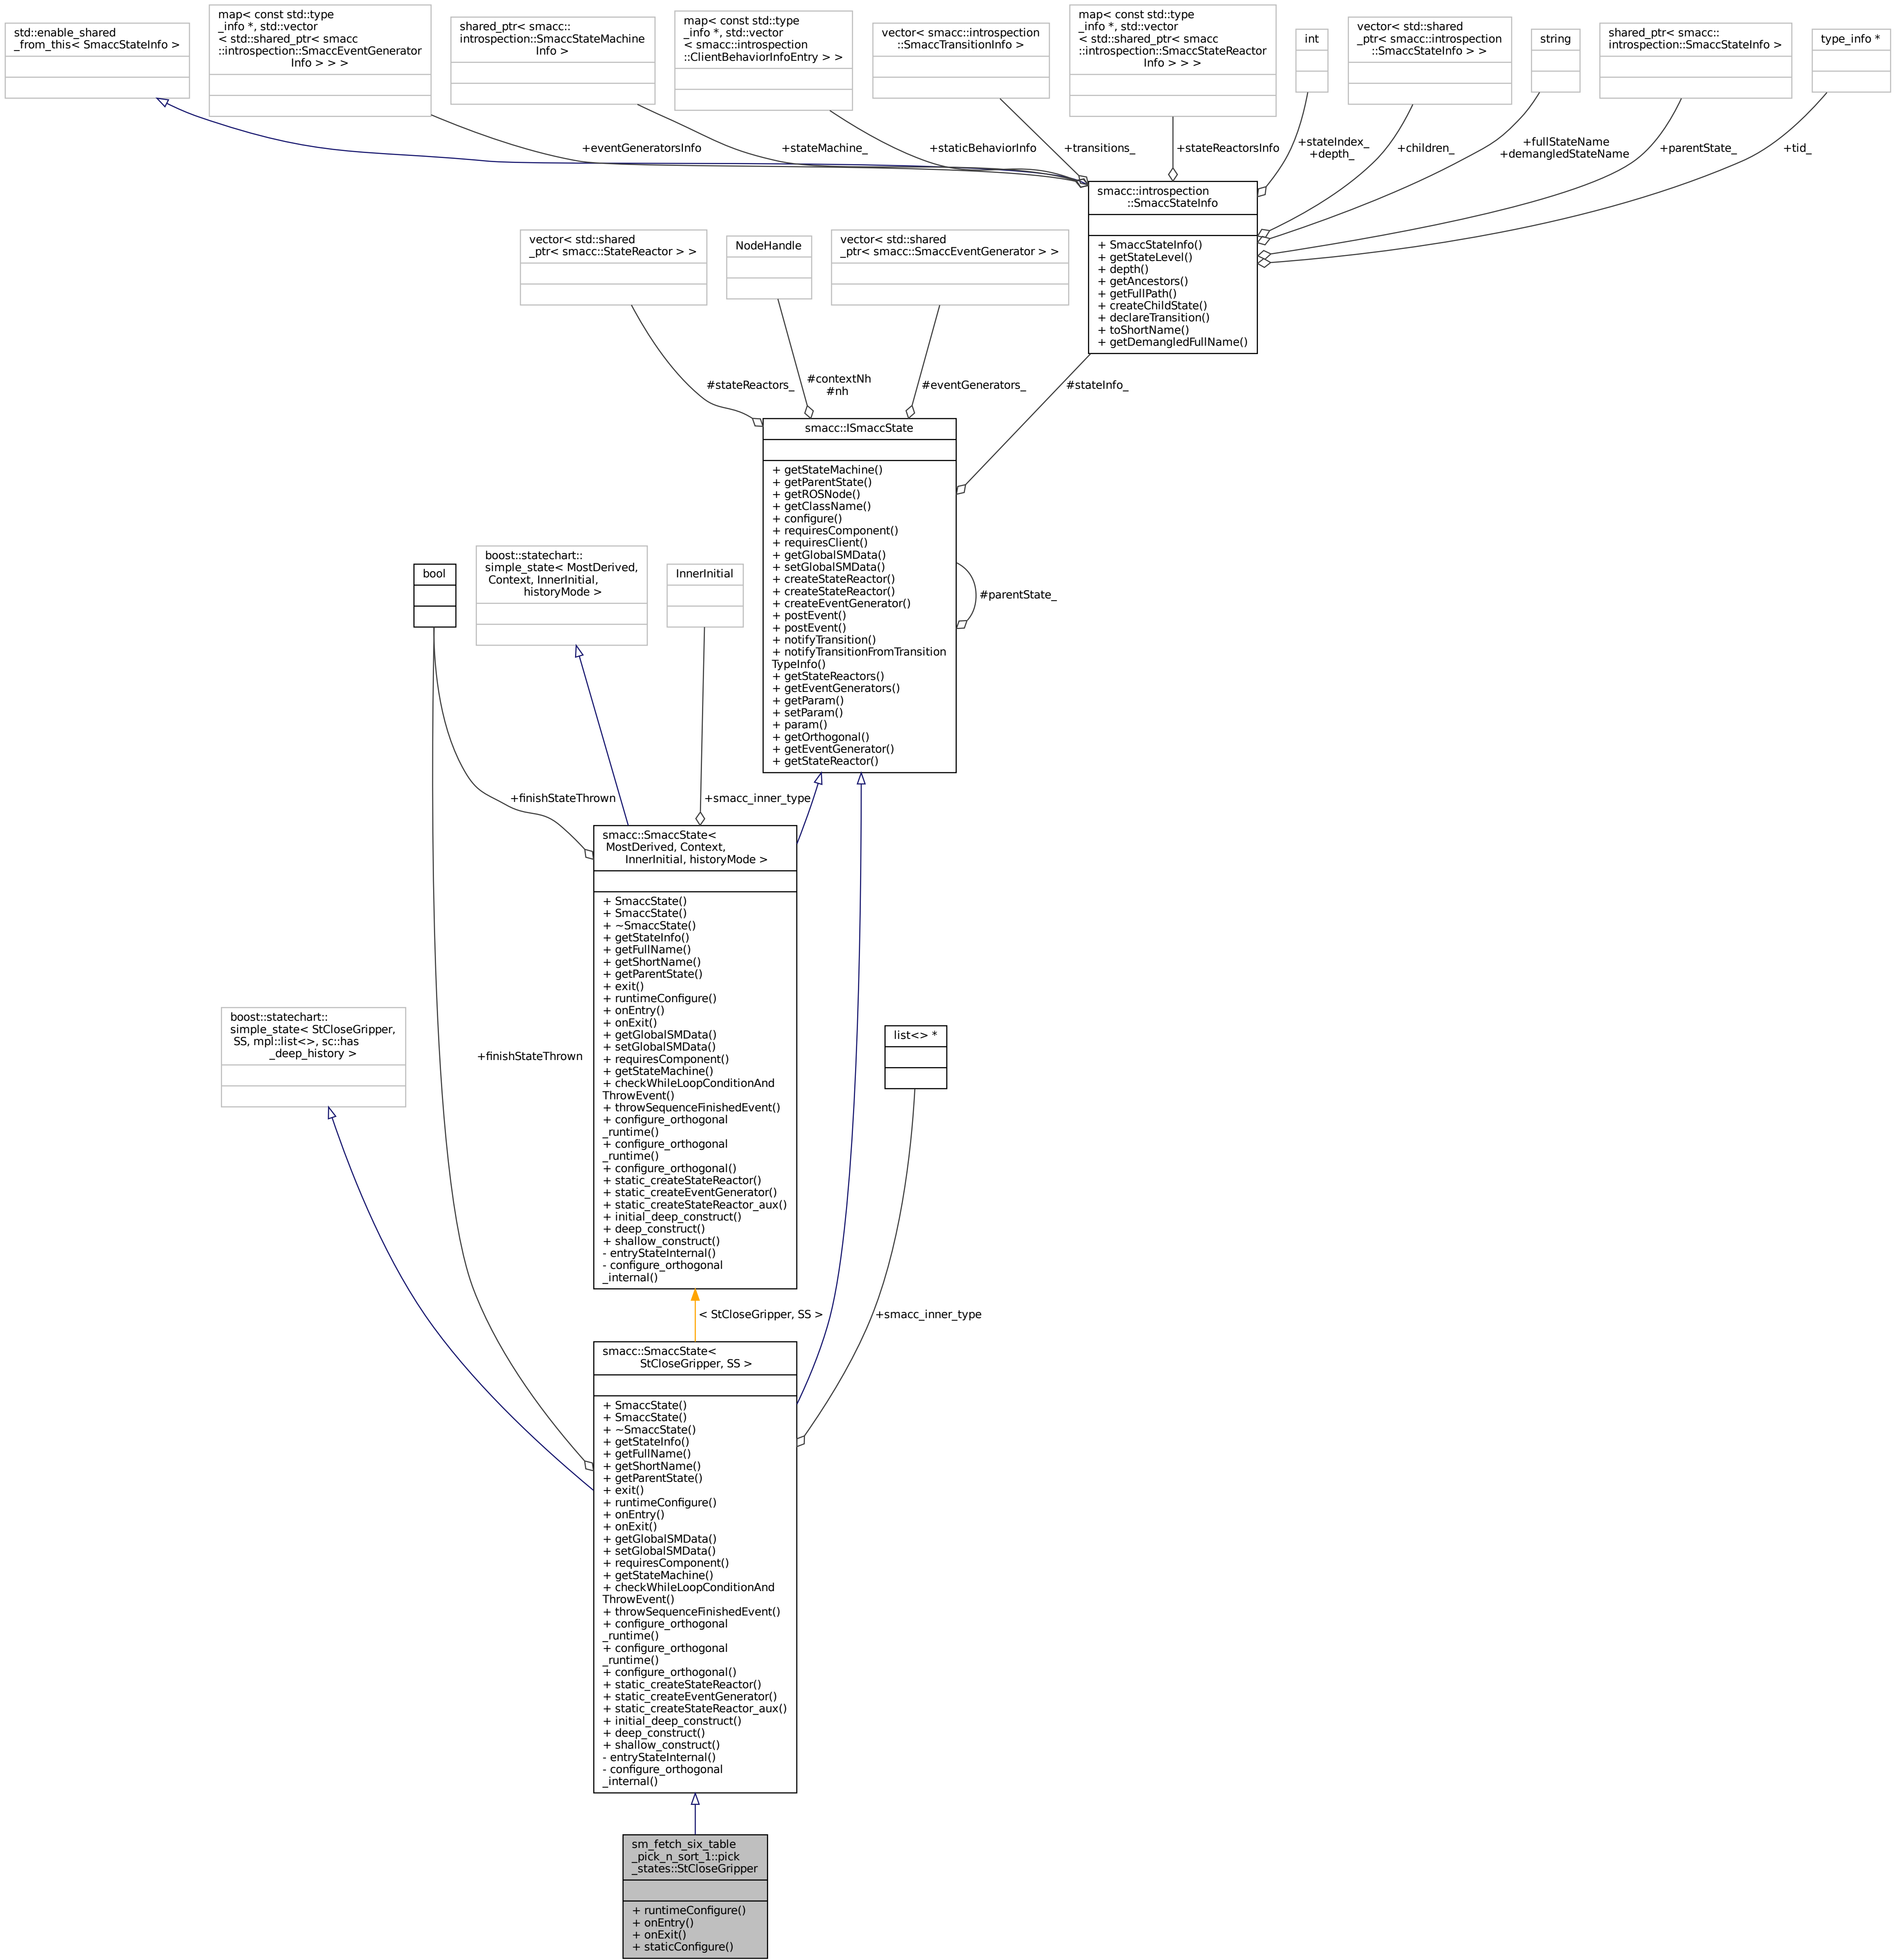 std::enable_shared
_from_this< SmaccStateInfo >
map< const std::type
_info *, std::vector
< std::shared_ptr< smacc
::introspection::SmaccEventGenerator
Info > > >
shared_ptr< smacc::
introspection::SmaccStateMachine
Info >
map< const std::type
_info *, std::vector
< smacc::introspection
::ClientBehaviorInfoEntry > >
vector< smacc::introspection
::SmaccTransitionInfo >
map< const std::type
_info *, std::vector
< std::shared_ptr< smacc
::introspection::SmaccStateReactor
Info > > >
int
vector< std::shared
_ptr< smacc::introspection
::SmaccStateInfo > >
string
shared_ptr< smacc::
introspection::SmaccStateInfo >
type_info *
+eventGeneratorsInfo
+stateMachine_
+staticBehaviorInfo
+transitions_
+stateReactorsInfo
+stateIndex_
+depth_
+children_
+fullStateName
+demangledStateName
+parentState_
+tid_
smacc::introspection
::SmaccStateInfo
+ SmaccStateInfo()
+ getStateLevel()
+ depth()
+ getAncestors()
+ getFullPath()
+ createChildState()
+ declareTransition()
+ toShortName()
+ getDemangledFullName()
vector< std::shared
_ptr< smacc::StateReactor > >
NodeHandle
vector< std::shared
_ptr< smacc::SmaccEventGenerator > >
#stateReactors_
#contextNh
#nh
#eventGenerators_
#stateInfo_
smacc::ISmaccState
+ getStateMachine()
+ getParentState()
+ getROSNode()
+ getClassName()
+ configure()
+ requiresComponent()
+ requiresClient()
+ getGlobalSMData()
+ setGlobalSMData()
+ createStateReactor()
+ createStateReactor()
+ createEventGenerator()
+ postEvent()
+ postEvent()
+ notifyTransition()
+ notifyTransitionFromTransition
TypeInfo()
+ getStateReactors()
+ getEventGenerators()
+ getParam()
+ setParam()
+ param()
+ getOrthogonal()
+ getEventGenerator()
+ getStateReactor()
#parentState_
bool
boost::statechart::
simple_state< MostDerived,
Context, InnerInitial,
historyMode >
InnerInitial
+finishStateThrown
+smacc_inner_type
smacc::SmaccState<
MostDerived, Context,
InnerInitial, historyMode >
+ SmaccState()
+ SmaccState()
+ ~SmaccState()
+ getStateInfo()
+ getFullName()
+ getShortName()
+ getParentState()
+ exit()
+ runtimeConfigure()
+ onEntry()
+ onExit()
+ getGlobalSMData()
+ setGlobalSMData()
+ requiresComponent()
+ getStateMachine()
+ checkWhileLoopConditionAnd
ThrowEvent()
+ throwSequenceFinishedEvent()
+ configure_orthogonal
_runtime()
+ configure_orthogonal
_runtime()
+ configure_orthogonal()
+ static_createStateReactor()
+ static_createEventGenerator()
+ static_createStateReactor_aux()
+ initial_deep_construct()
+ deep_construct()
+ shallow_construct()
- entryStateInternal()
- configure_orthogonal
_internal()
boost::statechart::
simple_state< StCloseGripper,
SS, mpl::list<>, sc::has
_deep_history >
+finishStateThrown
list<> *
< StCloseGripper, SS >
+smacc_inner_type
smacc::SmaccState<
StCloseGripper, SS >
+ SmaccState()
+ SmaccState()
+ ~SmaccState()
+ getStateInfo()
+ getFullName()
+ getShortName()
+ getParentState()
+ exit()
+ runtimeConfigure()
+ onEntry()
+ onExit()
+ getGlobalSMData()
+ setGlobalSMData()
+ requiresComponent()
+ getStateMachine()
+ checkWhileLoopConditionAnd
ThrowEvent()
+ throwSequenceFinishedEvent()
+ configure_orthogonal
_runtime()
+ configure_orthogonal
_runtime()
+ configure_orthogonal()
+ static_createStateReactor()
+ static_createEventGenerator()
+ static_createStateReactor_aux()
+ initial_deep_construct()
+ deep_construct()
+ shallow_construct()
- entryStateInternal()
- configure_orthogonal
_internal()
sm_fetch_six_table
_pick_n_sort_1::pick
_states::StCloseGripper
+ runtimeConfigure()
+ onEntry()
+ onExit()
+ staticConfigure()